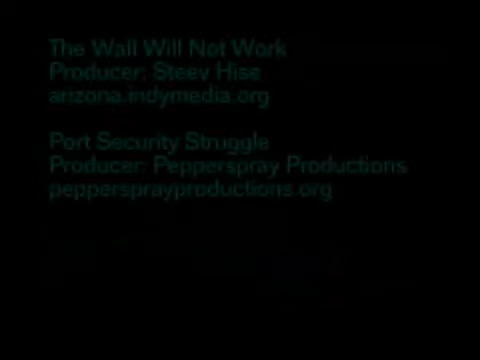 The Wall Will Not Work
Producer: Steev Hise
arizona.indymedia.org
Port Security Struggle
Producer: Pepperspray Productions
peppersprayproductions.org